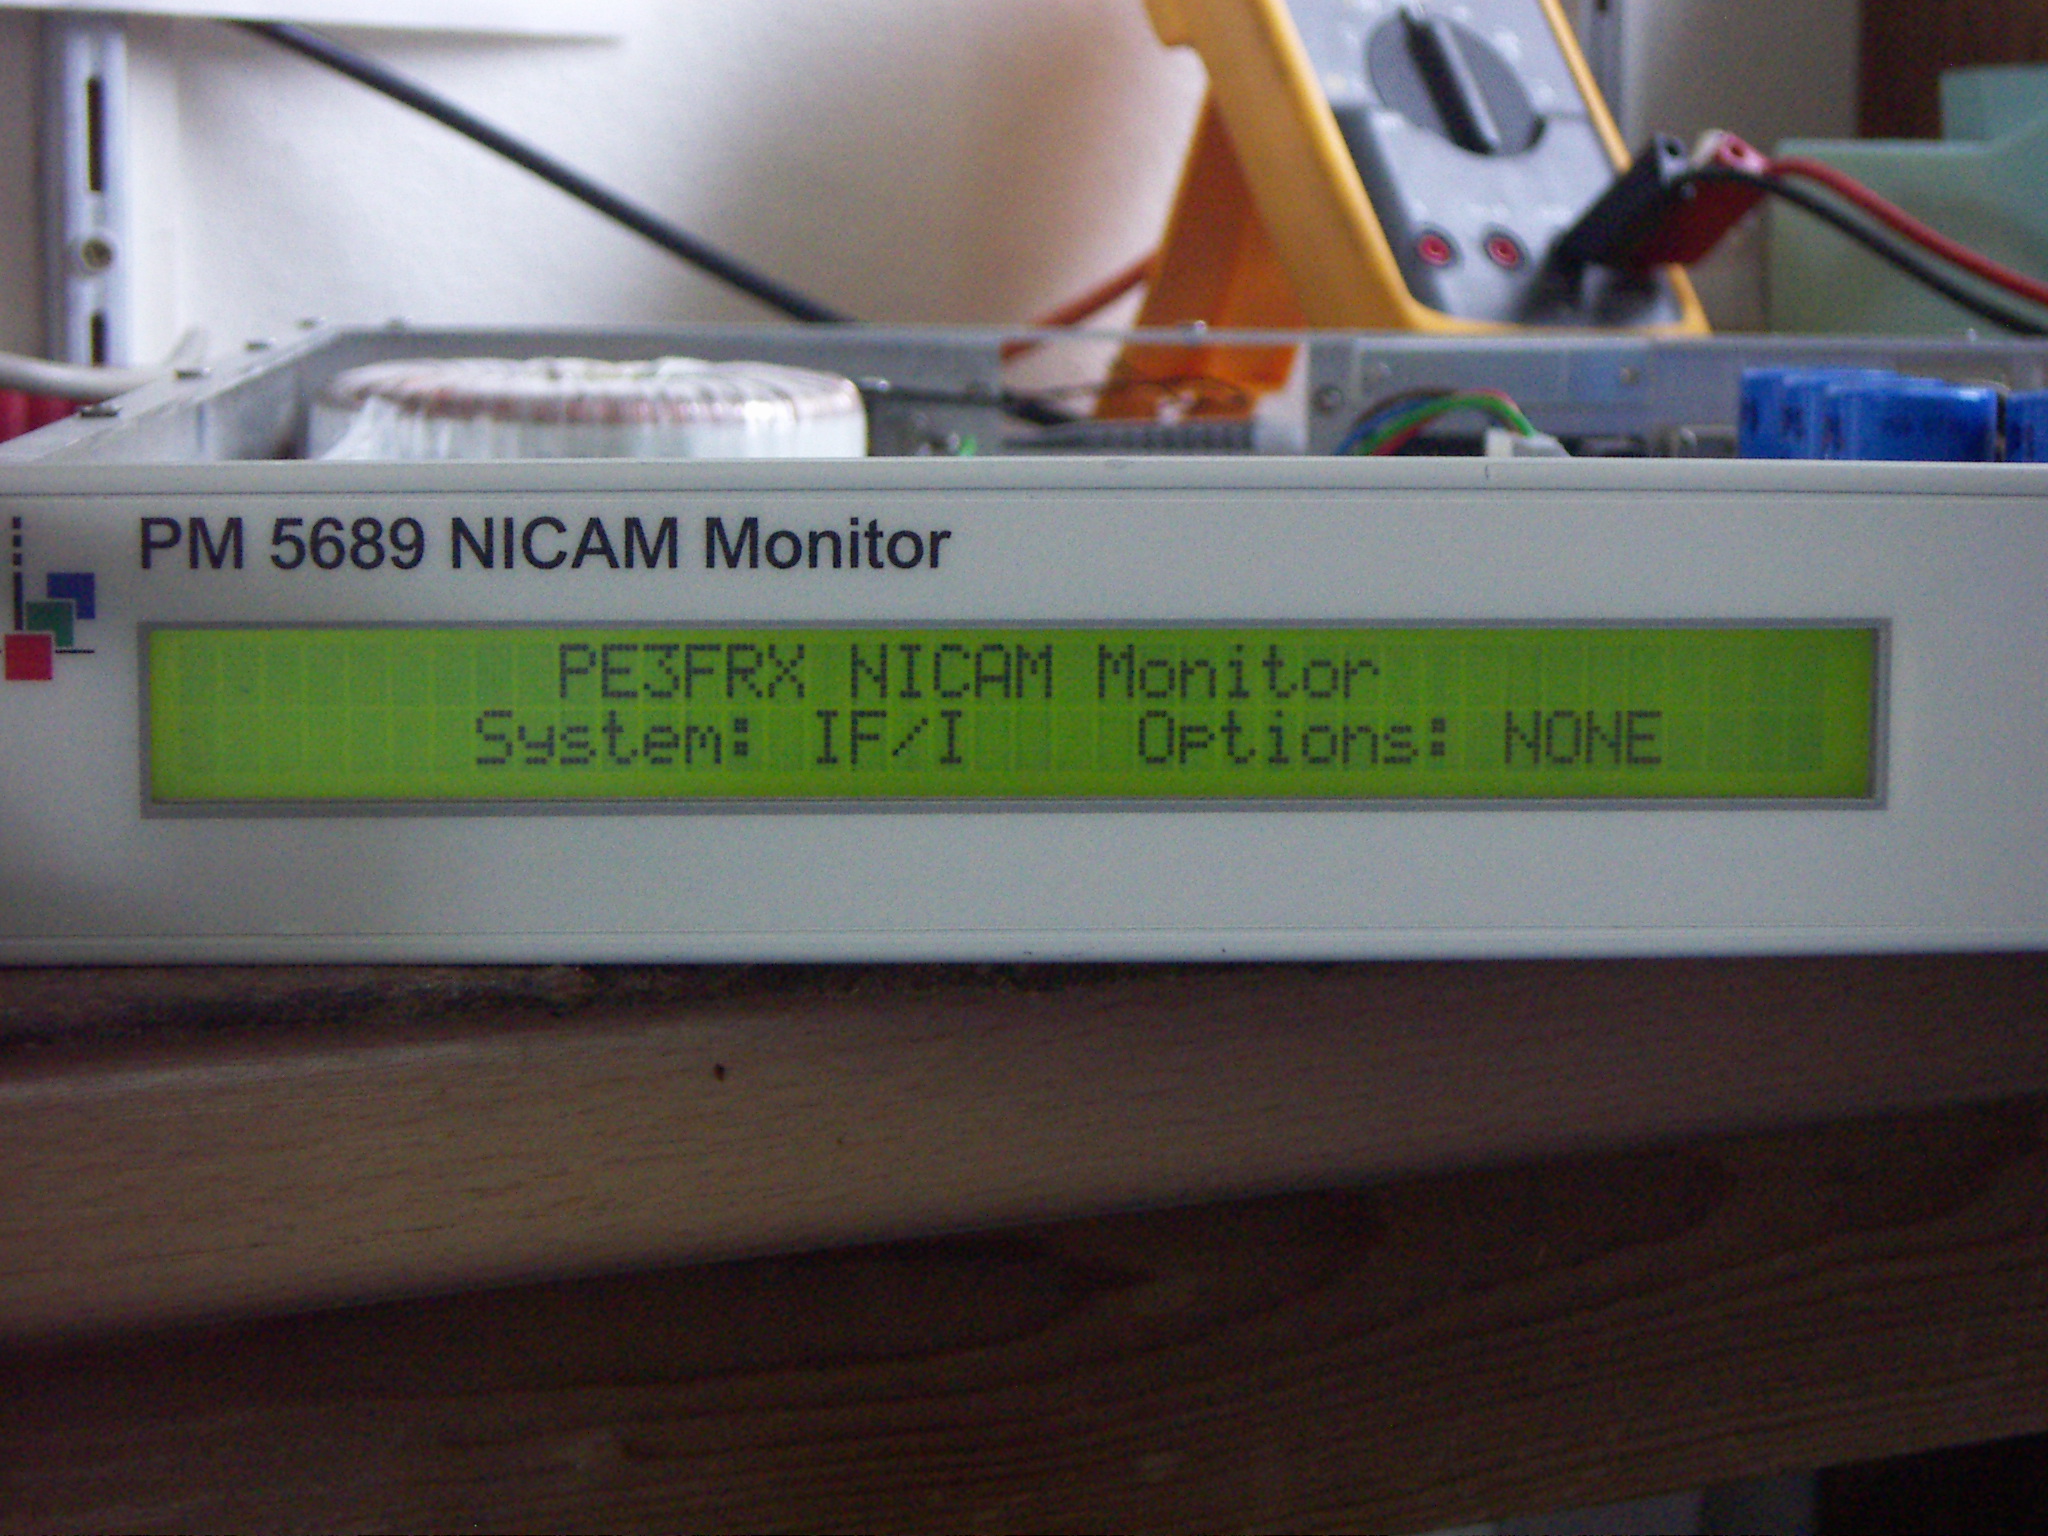 PM 5689 NICAM Monitor
PE3FRX NICAM Monitor
System: IF/I Options: NONE